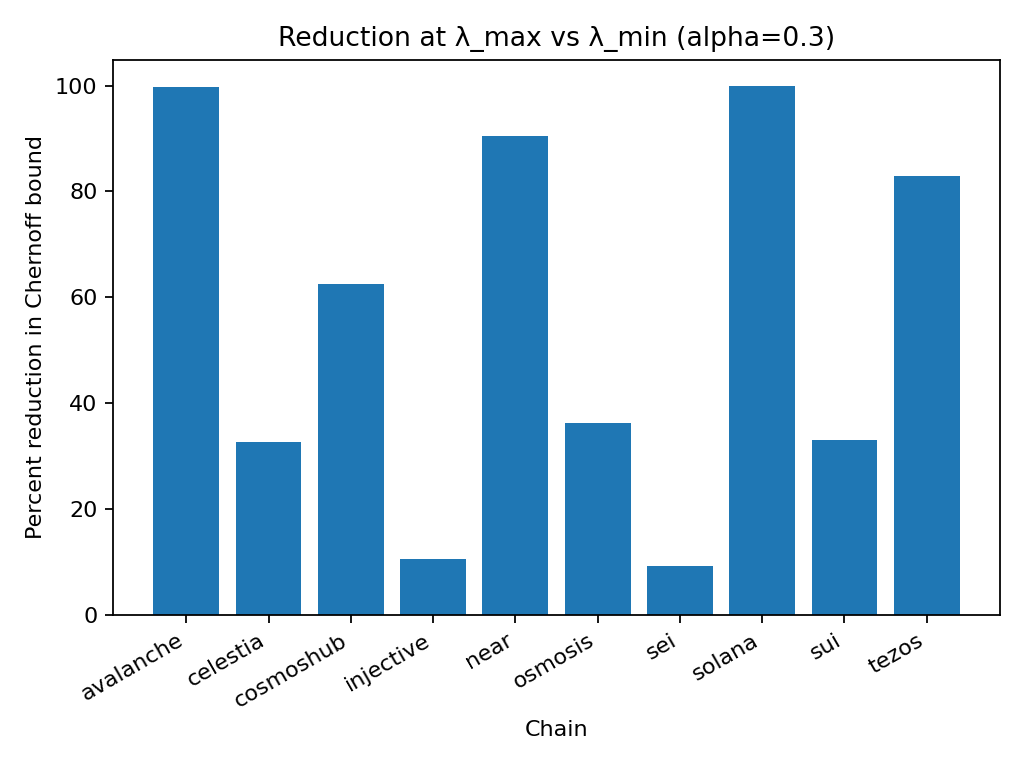 Reduction at λ_max vs λ_min (alpha=0.3)
Percent reduction in Chernoff bound
100
80
60
40
20
0
avalanche
celestia
cosmoshub
injective
near
osmosis
sei
solana
sui
tezos
Chain